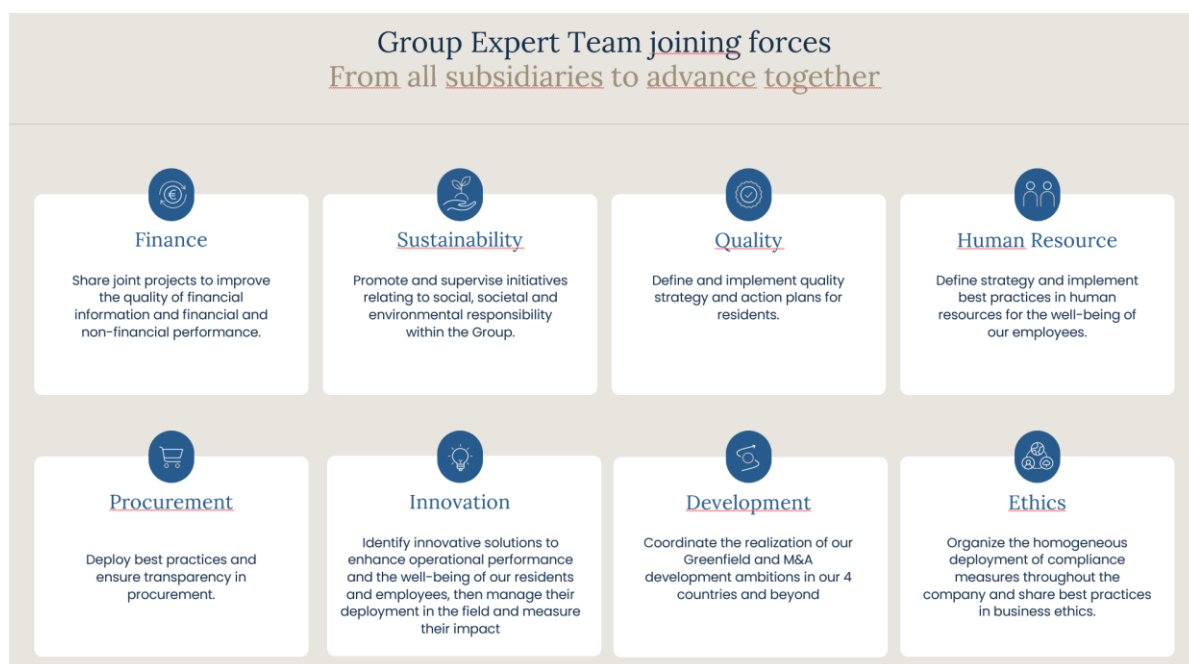 Group Expert Team joining forces
From all subsidiaries to advance together
Finance
Share joint projects to improve
the quality of financial
information and financial and
non-financial performance.
Sustainability
Promote and supervise initiatives
relating to social, societal and
environmental responsibility
within the Group.
Quality
Define and implement quality
strategy and action plans for
residents.
Human Resource
Define strategy and implement
best practices in human
resources for the well-being of
our employees.
Procurement
Deploy best practices and
ensure transparency in
procurement.
Innovation
Identify innovative solutions to
enhance operational performance
and the well-being of our residents
and employees, then manage their
deployment in the field and measure
their impact
Development
Coordinate the realization of our
Greenfield and M&A
development ambitions in our 4
countries and beyond
Ethics
Organize the homogeneous
deployment of compliance
measures throughout the
company and share best practices
in business ethics.